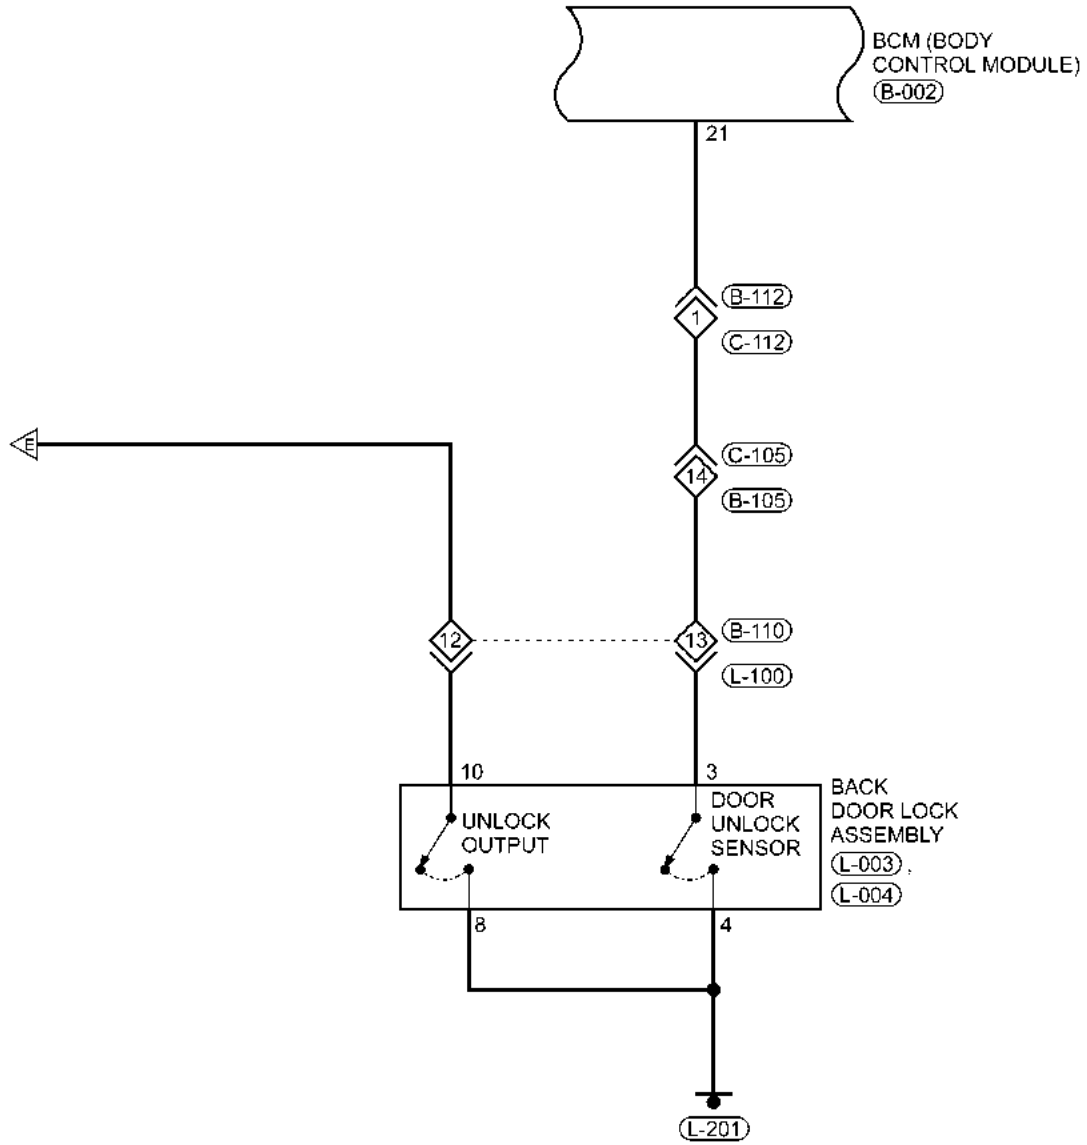 BCM (BODY
CONTROL MODULE)
B-002
21
B-112
1
C-112
E
C-105
14
B-105
12
13
B-110
L-100
10
3
BACK
DOOR LOCK
ASSEMBLY
L-003 ,
L-004
UNLOCK
OUTPUT
DOOR
UNLOCK
SENSOR
8
4
L-201